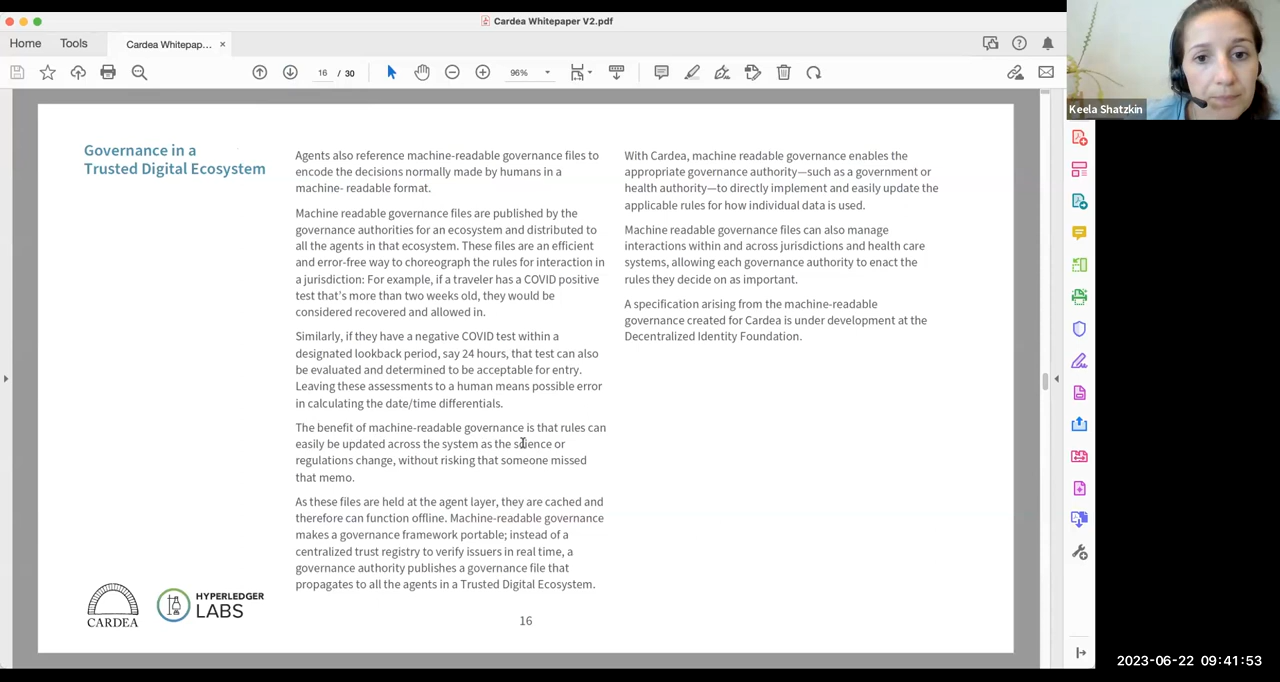 Cardea Whitepaper V2.pdf
Home
Tools
Cardea Whitepap...
16 / 30
96%
Keela Shatzkin
Governance in a
Trusted Digital Ecosystem
Agents also reference machine-readable governance files to
encode the decisions normally made by humans in a
machine- readable format.
Machine readable governance files are published by the
governance authorities for an ecosystem and distributed to
all the agents in that ecosystem. These files are an efficient
and error-free way to choreograph the rules for interaction in
a jurisdiction: For example, if a traveler has a COVID positive
test that's more than two weeks old, they would be
considered recovered and allowed in.
Similarly, if they have a negative COVID test within a
designated lookback period, say 24 hours, that test can also
be evaluated and determined to be acceptable for entry.
Leaving these assessments to a human means possible error
in calculating the date/time differentials.
The benefit of machine-readable governance is that rules can
easily be updated across the system as the science or
regulations change, without risking that someone missed
that memo.
As these files are held at the agent layer, they are cached and
therefore can function offline. Machine-readable governance
makes a governance framework portable; instead of a
centralized trust registry to verify issuers in real time, a
governance authority publishes a governance file that
propagates to all the agents in a Trusted Digital Ecosystem.
With Cardea, machine readable governance enables the
appropriate governance authority—such as a government or
health authority—to directly implement and easily update the
applicable rules for how individual data is used.
Machine readable governance files can also manage
interactions within and across jurisdictions and health care
systems, allowing each governance authority to enact the
rules they decide on as important.
A specification arising from the machine-readable
governance created for Cardea is under development at the
Decentralized Identity Foundation.
CARDEA
HYPERLEDGER
LABS
16
2023-06-22 09:41:53